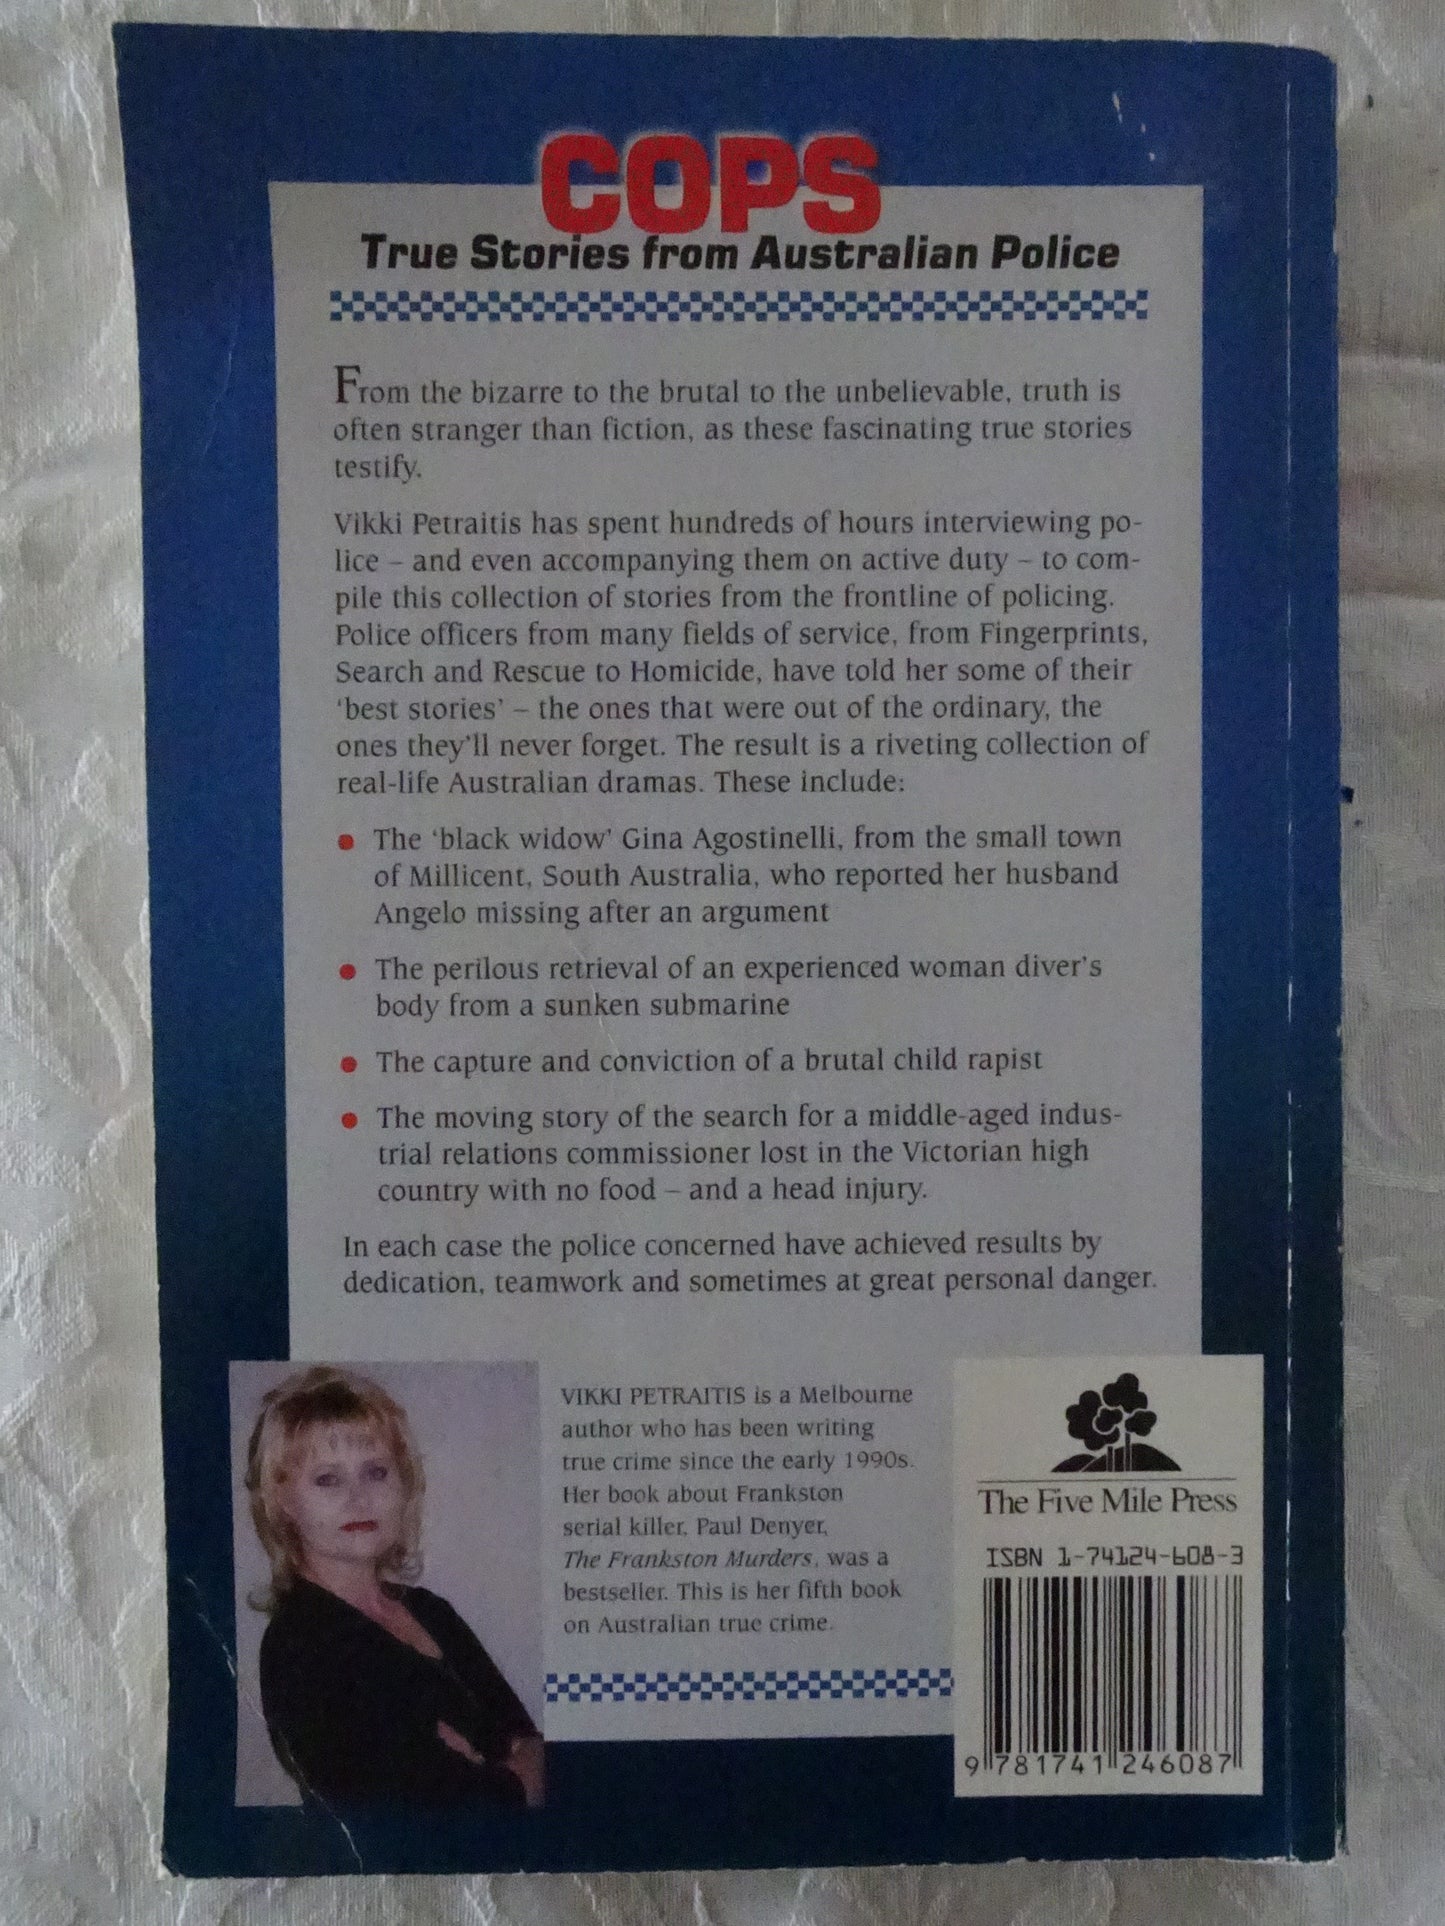 COPS
True Stories from Australian Police
From the bizarre to the brutal to the unbelievable, truth is
often stranger than fiction, as these fascinating true stories
testify.
Vikki Petraitis has spent hundreds of hours interviewing po-
lice – and even accompanying them on active duty – to com-
pile this collection of stories from the frontline of policing.
Police officers from many fields of service, from Fingerprints,
Search and Rescue to Homicide, have told her some of their
‘best stories’ – the ones that were out of the ordinary, the
ones they’ll never forget. The result is a riveting collection of
real-life Australian dramas. These include:
• The ‘black widow’ Gina Agostinelli, from the small town
of Millicent, South Australia, who reported her husband
Angelo missing after an argument
• The perilous retrieval of an experienced woman diver’s
body from a sunken submarine
• The capture and conviction of a brutal child rapist
• The moving story of the search for a middle-aged indus-
trial relations commissioner lost in the Victorian high
country with no food – and a head injury.
In each case the police concerned have achieved results by
dedication, teamwork and sometimes at great personal danger.
VIKKI PETRAITIS is a Melbourne
author who has been writing
true crime since the early 1990s.
Her book about Frankston
serial killer, Paul Denyer,
The Frankston Murders, was a
bestseller. This is her fifth book
on Australian true crime.
The Five Mile Press
ISBN 1-74124-608-3
9 781741 246087